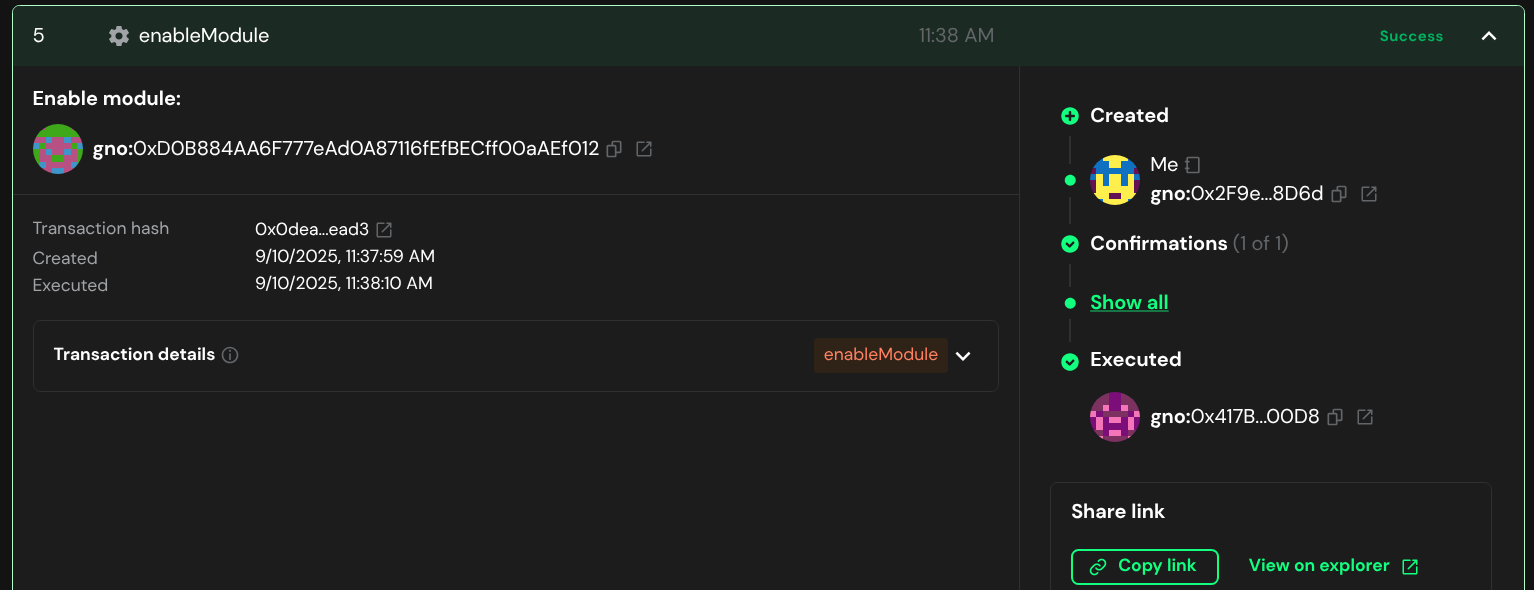 5 enableModule 11:38 AM Success
Enable module:
gno:0xD0B884AA6F777eAd0A87116fEfBECff00aAEf012
Transaction hash 0x0dea...ead3
Created 9/10/2025, 11:37:59 AM
Executed 9/10/2025, 11:38:10 AM
Transaction details enableModule
Created
Me
gno:0x2F9e...8D6d
Confirmations (1 of 1)
Show all
Executed
gno:0x417B...00D8
Share link
Copy link View on explorer